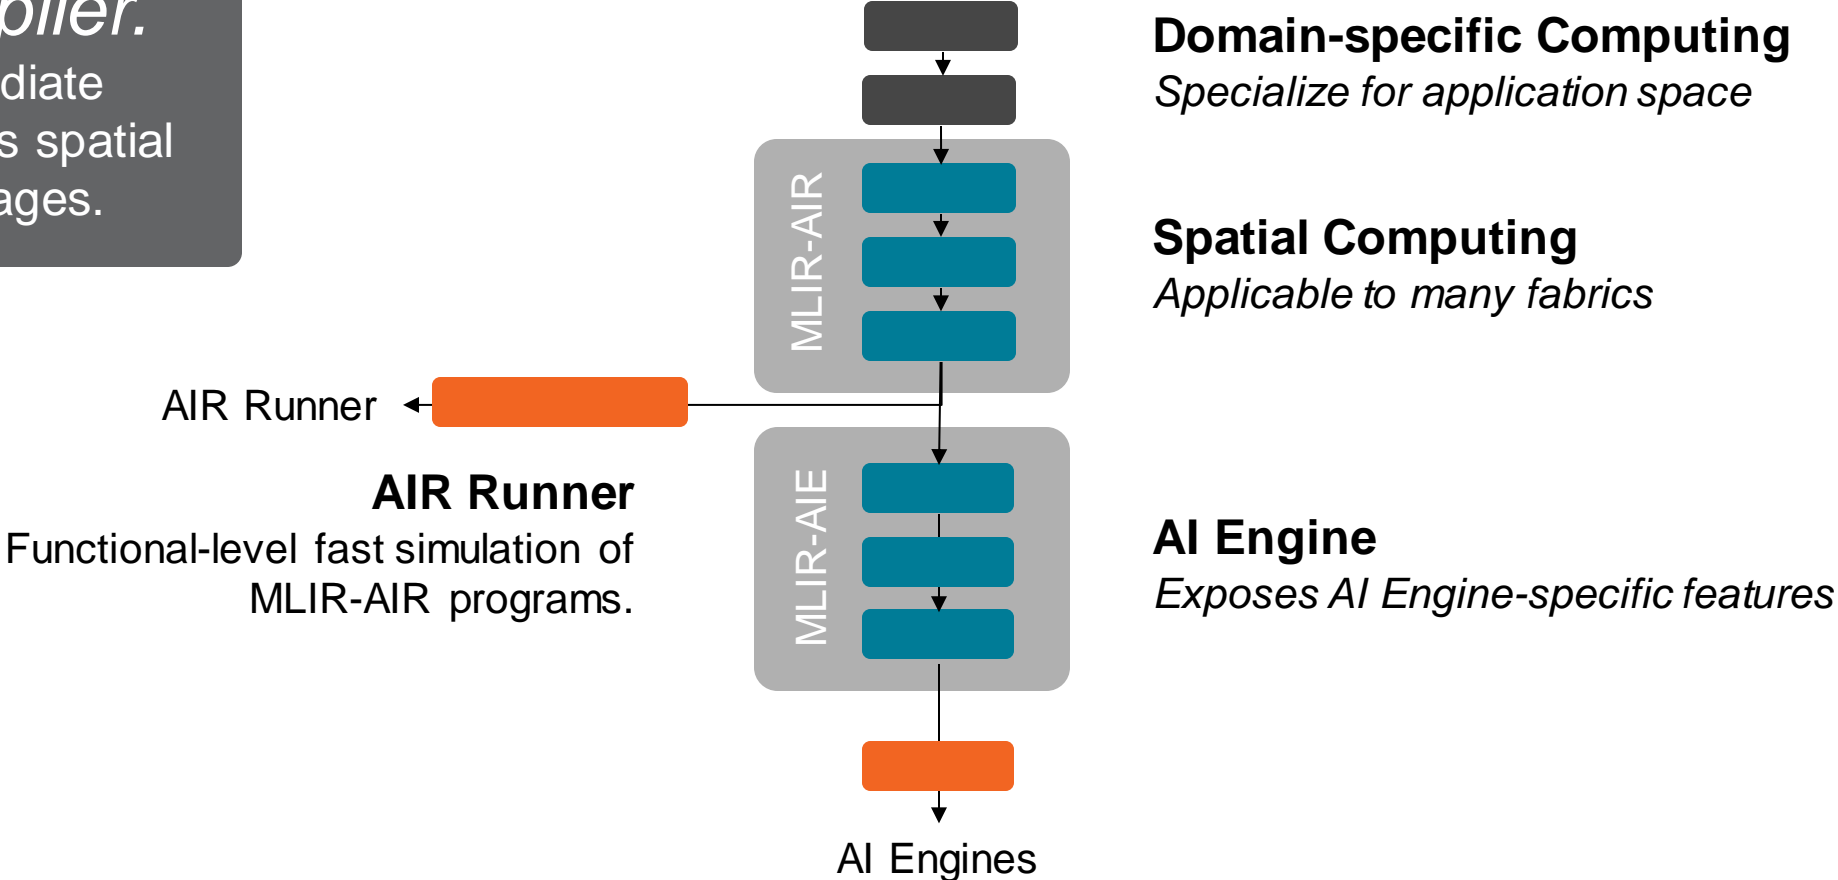 diate
s spatial
ages.
Domain-specific Computing
Specialize for application space
MLIR-AIR
Spatial Computing
Applicable to many fabrics
AIR Runner
AIR Runner
Functional-level fast simulation of
MLIR-AIR programs.
MLIR-AIE
AI Engine
Exposes AI Engine-specific features
AI Engines